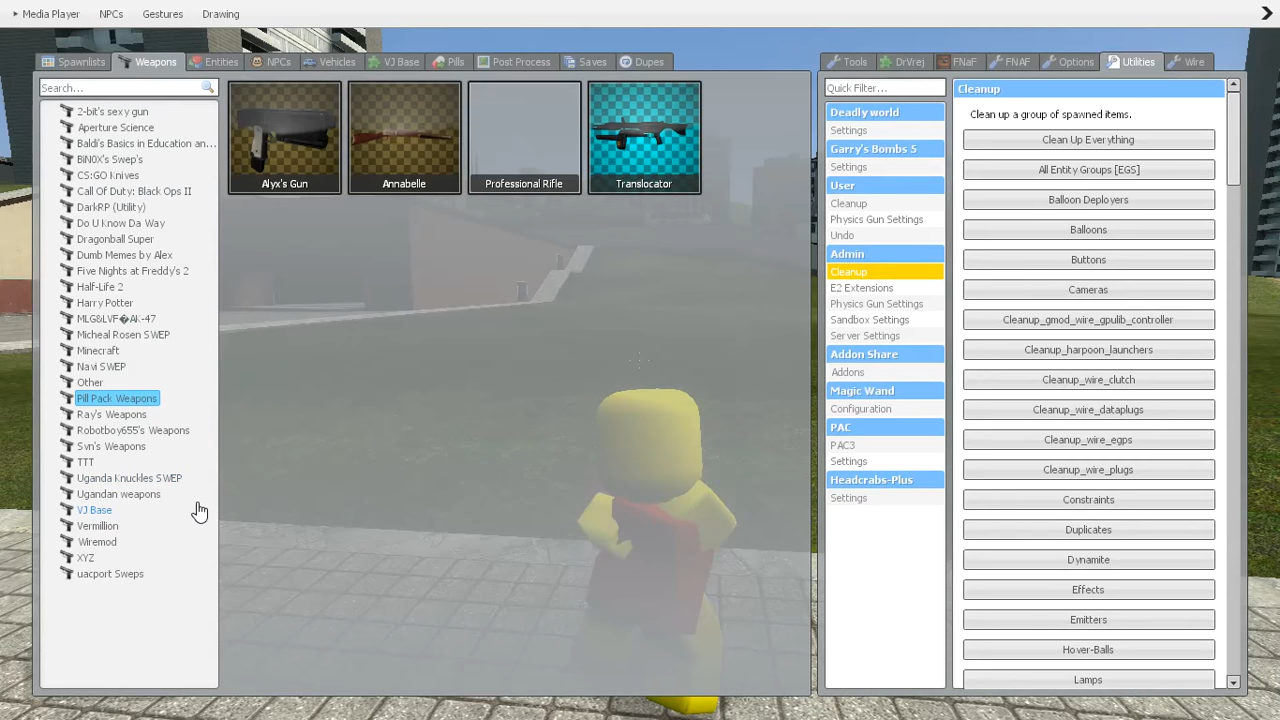 Media Player
NPCs
Gestures
Drawing
Spawnlists
Weapons
Entities
NPCs
Vehicles
VJ Base
Pills
Post Process
Saves
Dupes
Search...
2-bit's sexy gun
Aperture Science
Baldi's Basics in Education an...
BiN0X's Swep's
CS:GO Knives
Call Of Duty: Black Ops II
DarkRP (Utility)
Do U Know Da Way
Dragonball Super
Dumb Memes by Alex
Five Nights at Freddy's 2
Half-Life 2
Harry Potter
MLG&LVF�AK-47
Micheal Rosen SWEP
Minecraft
Navi SWEP
Other
Pill Pack Weapons
Ray's Weapons
Robotboy655's Weapons
Svn's Weapons
TTT
Uganda Knuckles SWEP
Ugandan weapons
VJ Base
Vermillion
Wiremod
XYZ
uacport Sweps
Alyx's Gun
Annabelle
Professional Rifle
Translocator
Tools
DrVrej
FNaF
FNAF
Options
Utilities
Wire
Quick Filter...
Deadly world
Settings
Garry's Bombs 5
Settings
User
Cleanup
Physics Gun Settings
Undo
Admin
Cleanup
E2 Extensions
Physics Gun Settings
Sandbox Settings
Server Settings
Addon Share
Addons
Magic Wand
Configuration
PAC
PAC3
Settings
Headcrabs-Plus
Settings
Cleanup
Clean up a group of spawned items.
Clean Up Everything
All Entity Groups [EGS]
Balloon Deployers
Balloons
Buttons
Cameras
Cleanup_gmod_wire_gpulib_controller
Cleanup_harpoon_launchers
Cleanup_wire_clutch
Cleanup_wire_dataplugs
Cleanup_wire_egps
Cleanup_wire_plugs
Constraints
Duplicates
Dynamite
Effects
Emitters
Hover-Balls
Lamps